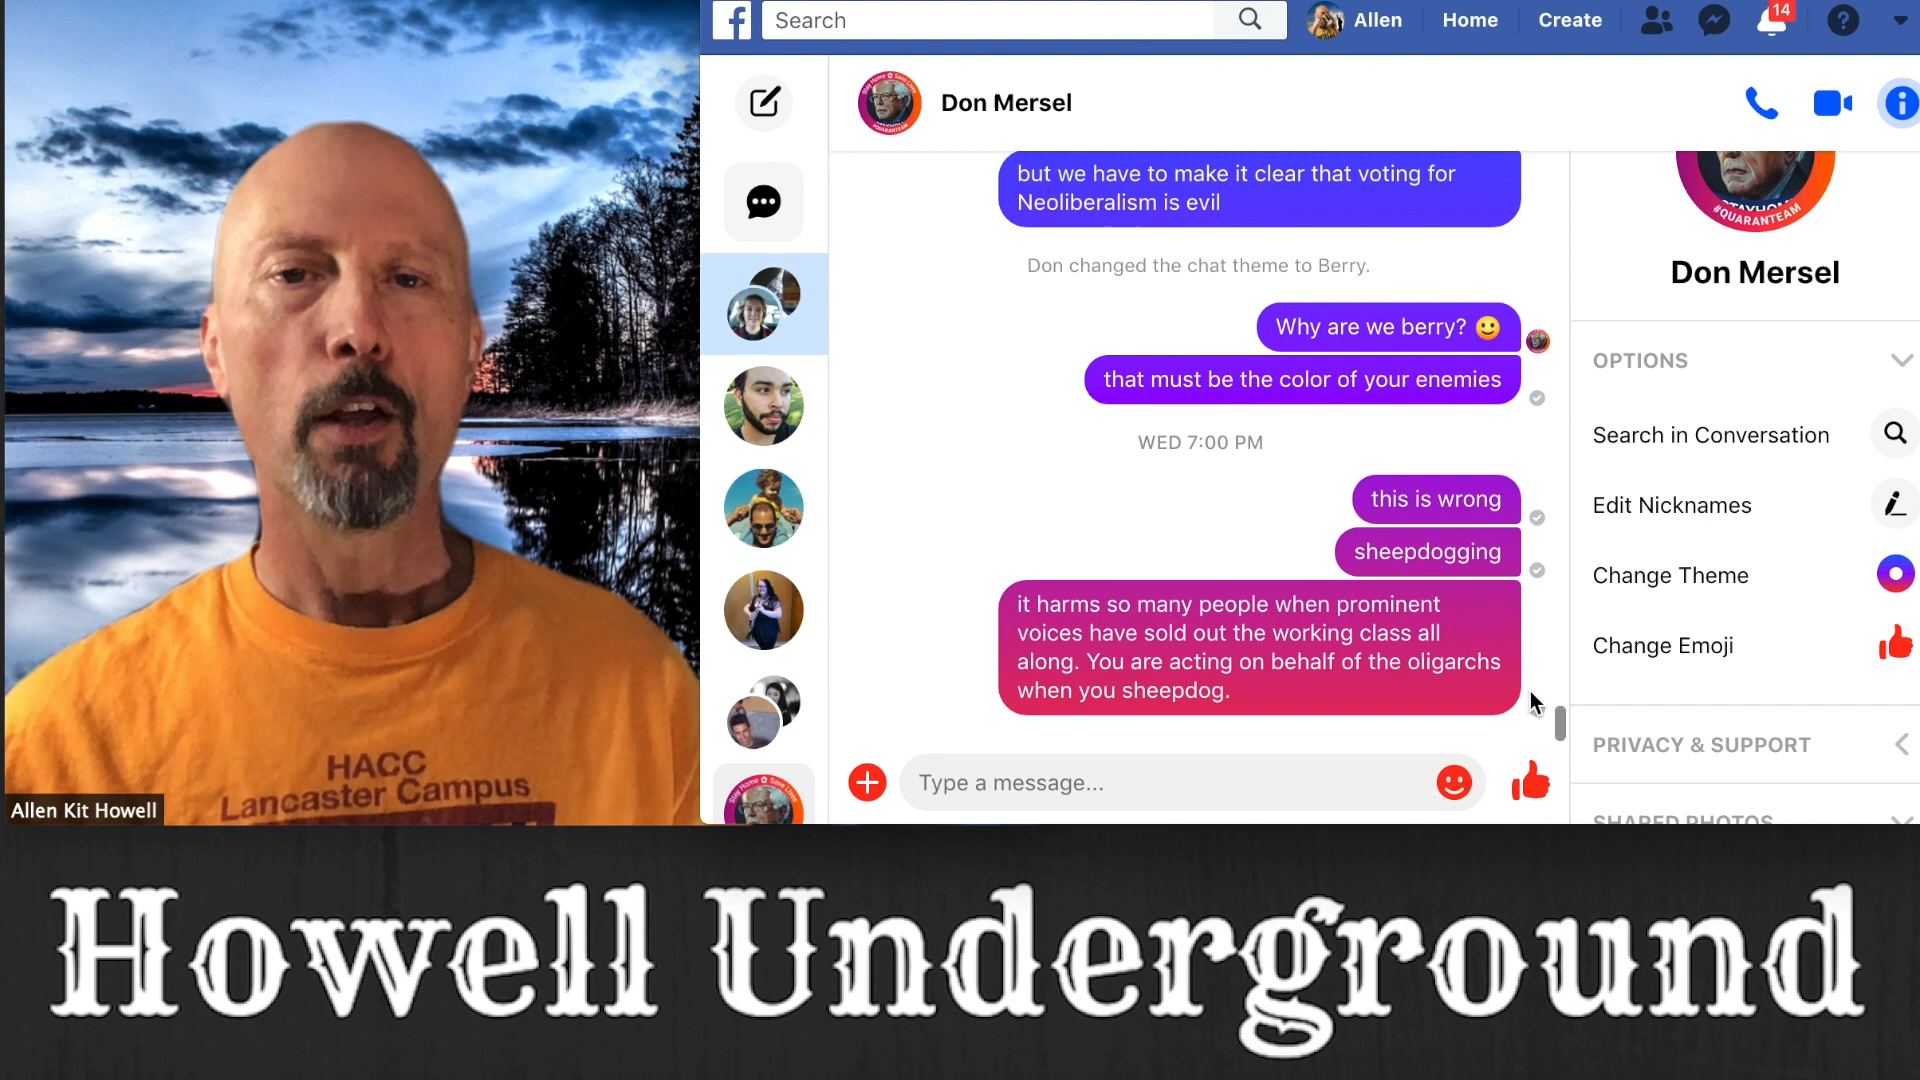 Search
Allen
Home
Create
14
Don Mersel
but we have to make it clear that voting for
Neoliberalism is evil
Don changed the chat theme to Berry.
Why are we berry? 🙂
that must be the color of your enemies
WED 7:00 PM
this is wrong
sheepdogging
it harms so many people when prominent
voices have sold out the working class all
along. You are acting on behalf of the oligarchs
when you sheepdog.
Type a message...
#QUARANTEAM
Don Mersel
OPTIONS
Search in Conversation
Edit Nicknames
Change Theme
Change Emoji
PRIVACY & SUPPORT
SHARED PHOTOS
HACC
Lancaster Campus
Allen Kit Howell
Howell Underground